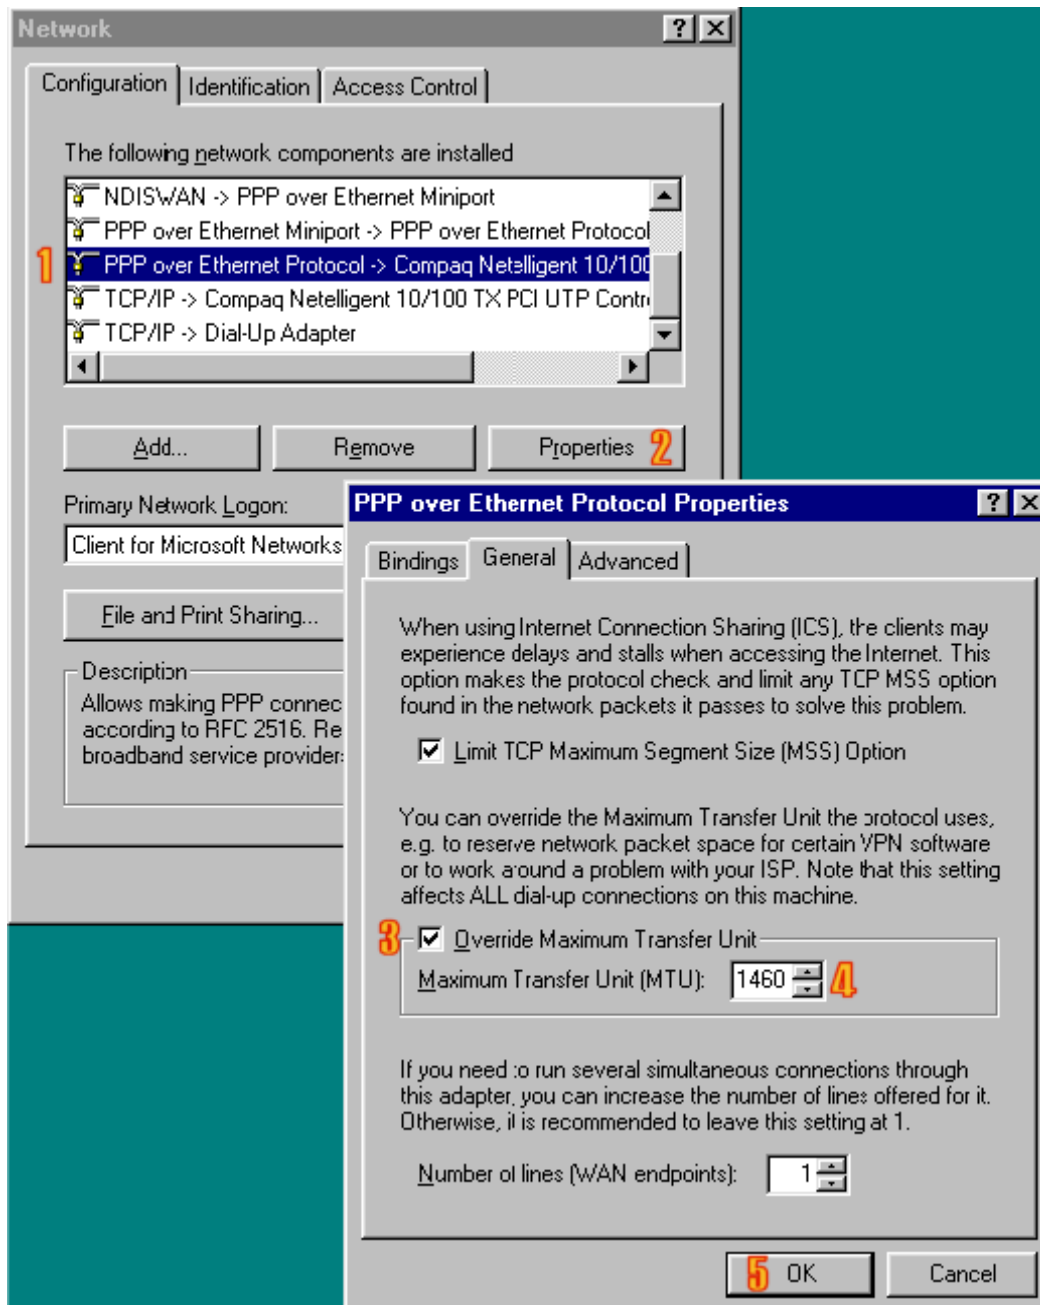 Network
Configuration
Identification
Access Control
The following network components are installed
NDISWAN -> PPP over Ethernet Miniport
PPP over Ethernet Miniport -> PPP over Ethernet Protocol
1
PPP over Ethernet Protocol -> Compaq Netelligent 10/100
TCP/IP -> Compaq Netelligent 10/100 TX PCI UTP Contr
TCP/IP -> Dial-Up Adapter
Add...
Remove
Properties
2
Primary Network Logon:
Client for Microsoft Networks
File and Print Sharing...
Description
Allows making PPP connec
according to RFC 2516. Re
broadband service provider
PPP over Ethernet Protocol Properties
Bindings
General
Advanced
When using Internet Connection Sharing (ICS), the clients may
experience delays and stalls when accessing the Internet. This
option makes the protocol check and limit any TCP MSS option
found in the network packets it passes to solve this problem.
Limit TCP Maximum Segment Size (MSS) Option
You can override the Maximum Transfer Unit the protocol uses,
e.g. to reserve network packet space for certain VPN software
or to work around a problem with your ISP. Note that this setting
affects ALL dial-up connections on this machine.
3
Override Maximum Transfer Unit
Maximum Transfer Unit (MTU): 1460
4
If you need to run several simultaneous connections through
this adapter, you can increase the number of lines offered for it.
Otherwise, it is recommended to leave this setting at 1.
Number of lines (WAN endpoints): 1
5
OK
Cancel